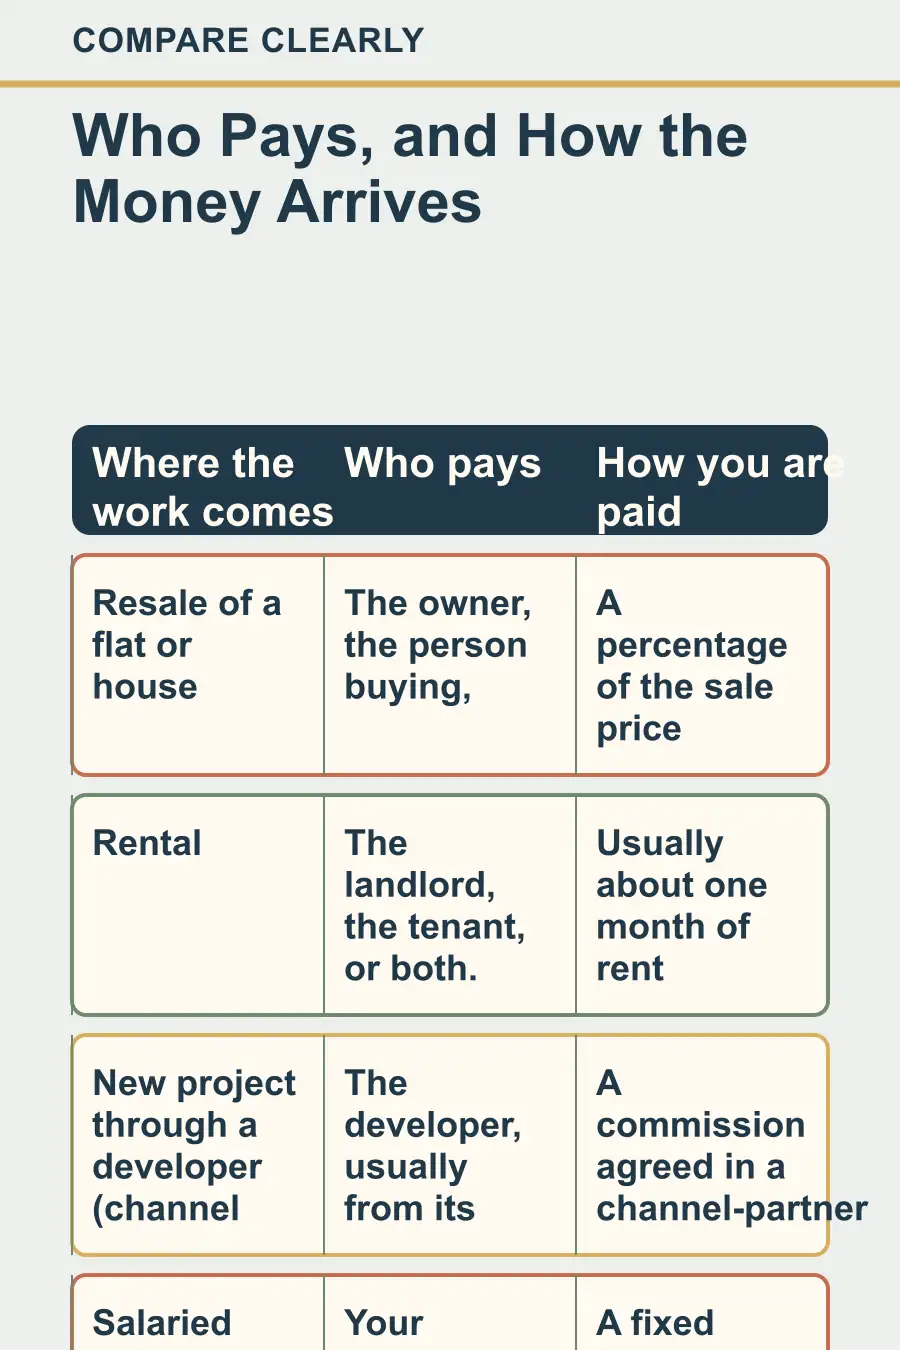 COMPARE CLEARLY
Who Pays, and How the
Money Arrives
Where the
work comes
Who pays
How you are
paid
Resale of a
flat or
house
The owner,
the person
buying,
A
percentage
of the sale
price
Rental
The
landlord,
the tenant,
or both.
Usually
about one
month of
rent
New project
through a
developer
(channel
The
developer,
usually
from its
A
commission
agreed in a
channel-partner
Salaried
Your
A fixed